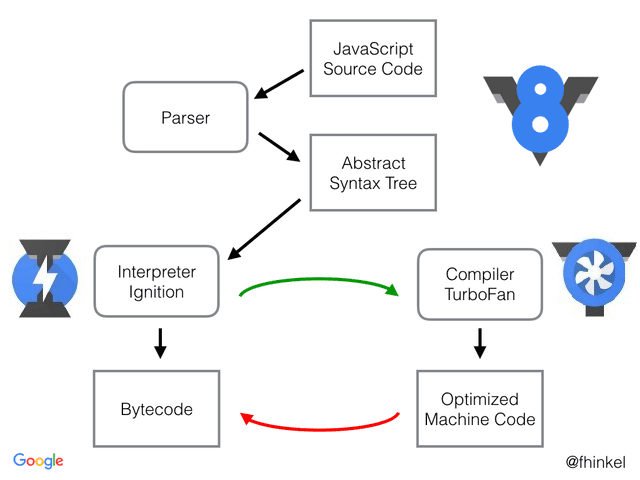 JavaScript
Source Code
Parser
Abstract
Syntax Tree
Interpreter
Ignition
Compiler
TurboFan
Bytecode
Optimized
Machine Code
Google
@fhinkel